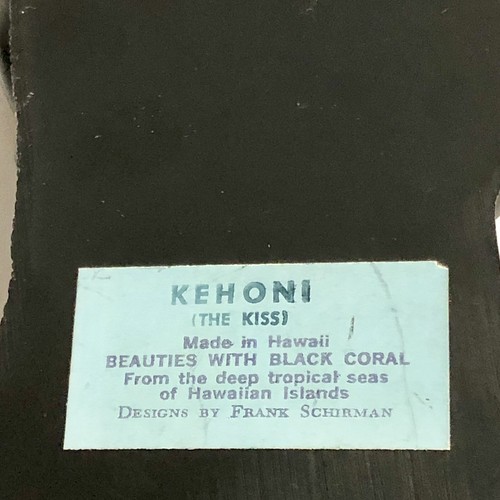 KEHONI
(THE KISS)
Made in Hawaii
BEAUTIES WITH BLACK CORAL
From the deep tropical seas
of Hawaiian Islands
DESIGNS BY FRANK SCHIRMAN